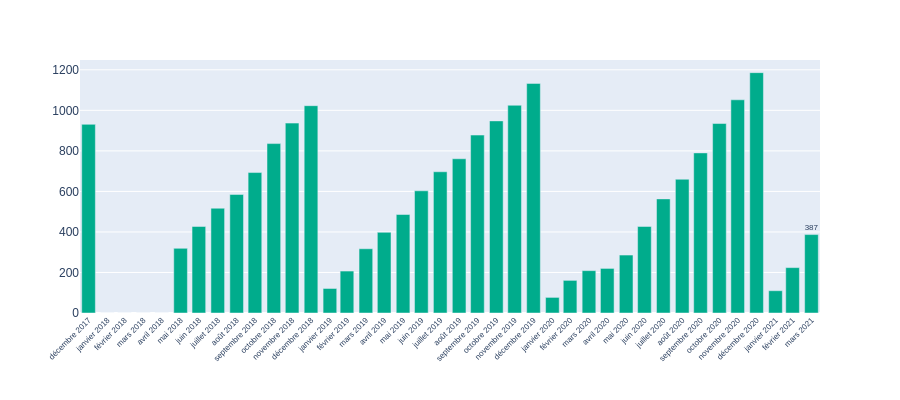 1200
1000
800
600
400
200
0
387
décembre 2017
janvier 2018
février 2018
mars 2018
avril 2018
mai 2018
juin 2018
juillet 2018
août 2018
septembre 2018
octobre 2018
novembre 2018
décembre 2018
janvier 2019
février 2019
mars 2019
avril 2019
mai 2019
juin 2019
juillet 2019
août 2019
septembre 2019
octobre 2019
novembre 2019
décembre 2019
janvier 2020
février 2020
mars 2020
avril 2020
mai 2020
juin 2020
juillet 2020
août 2020
septembre 2020
octobre 2020
novembre 2020
décembre 2020
janvier 2021
février 2021
mars 2021